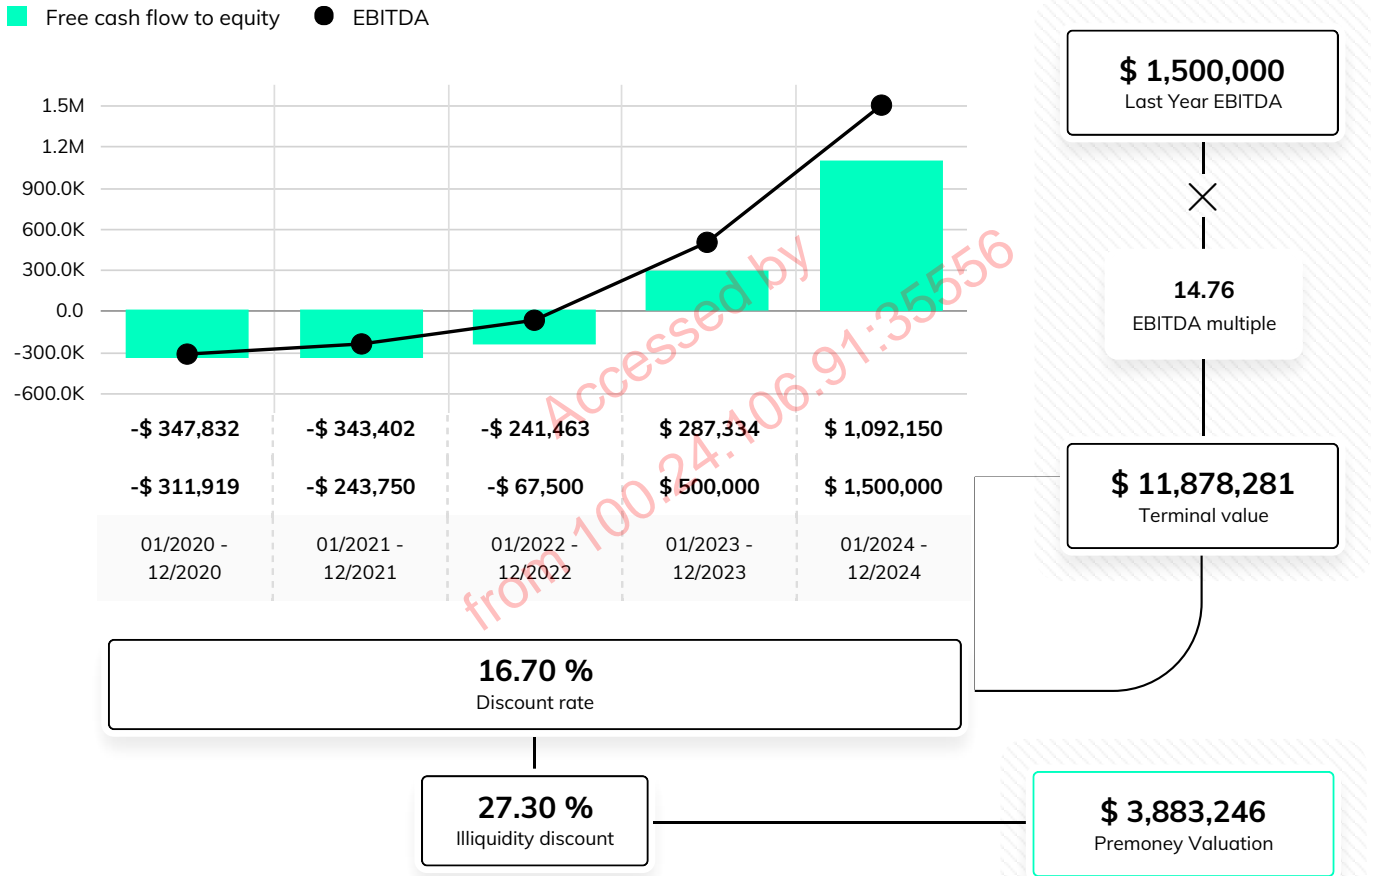 Free cash flow to equity EBITDA
1.5M
1.2M
900.0K
600.0K
300.0K
0.0
-300.0K
-600.0K
-$ 347,832 -$ 343,402 -$ 241,463 $ 287,334 $ 1,092,150
-$ 311,919 -$ 243,750 -$ 67,500 $ 500,000 $ 1,500,000
01/2020 - 01/2021 - 01/2022 - 01/2023 - 01/2024 -
12/2020 12/2021 12/2022 12/2023 12/2024
$ 1,500,000
Last Year EBITDA
14.76
EBITDA multiple
$ 11,878,281
Terminal value
16.70 %
Discount rate
27.30 %
Illiquidity discount
$ 3,883,246
Premoney Valuation
Accessed by
from 100.24.106.91:35556